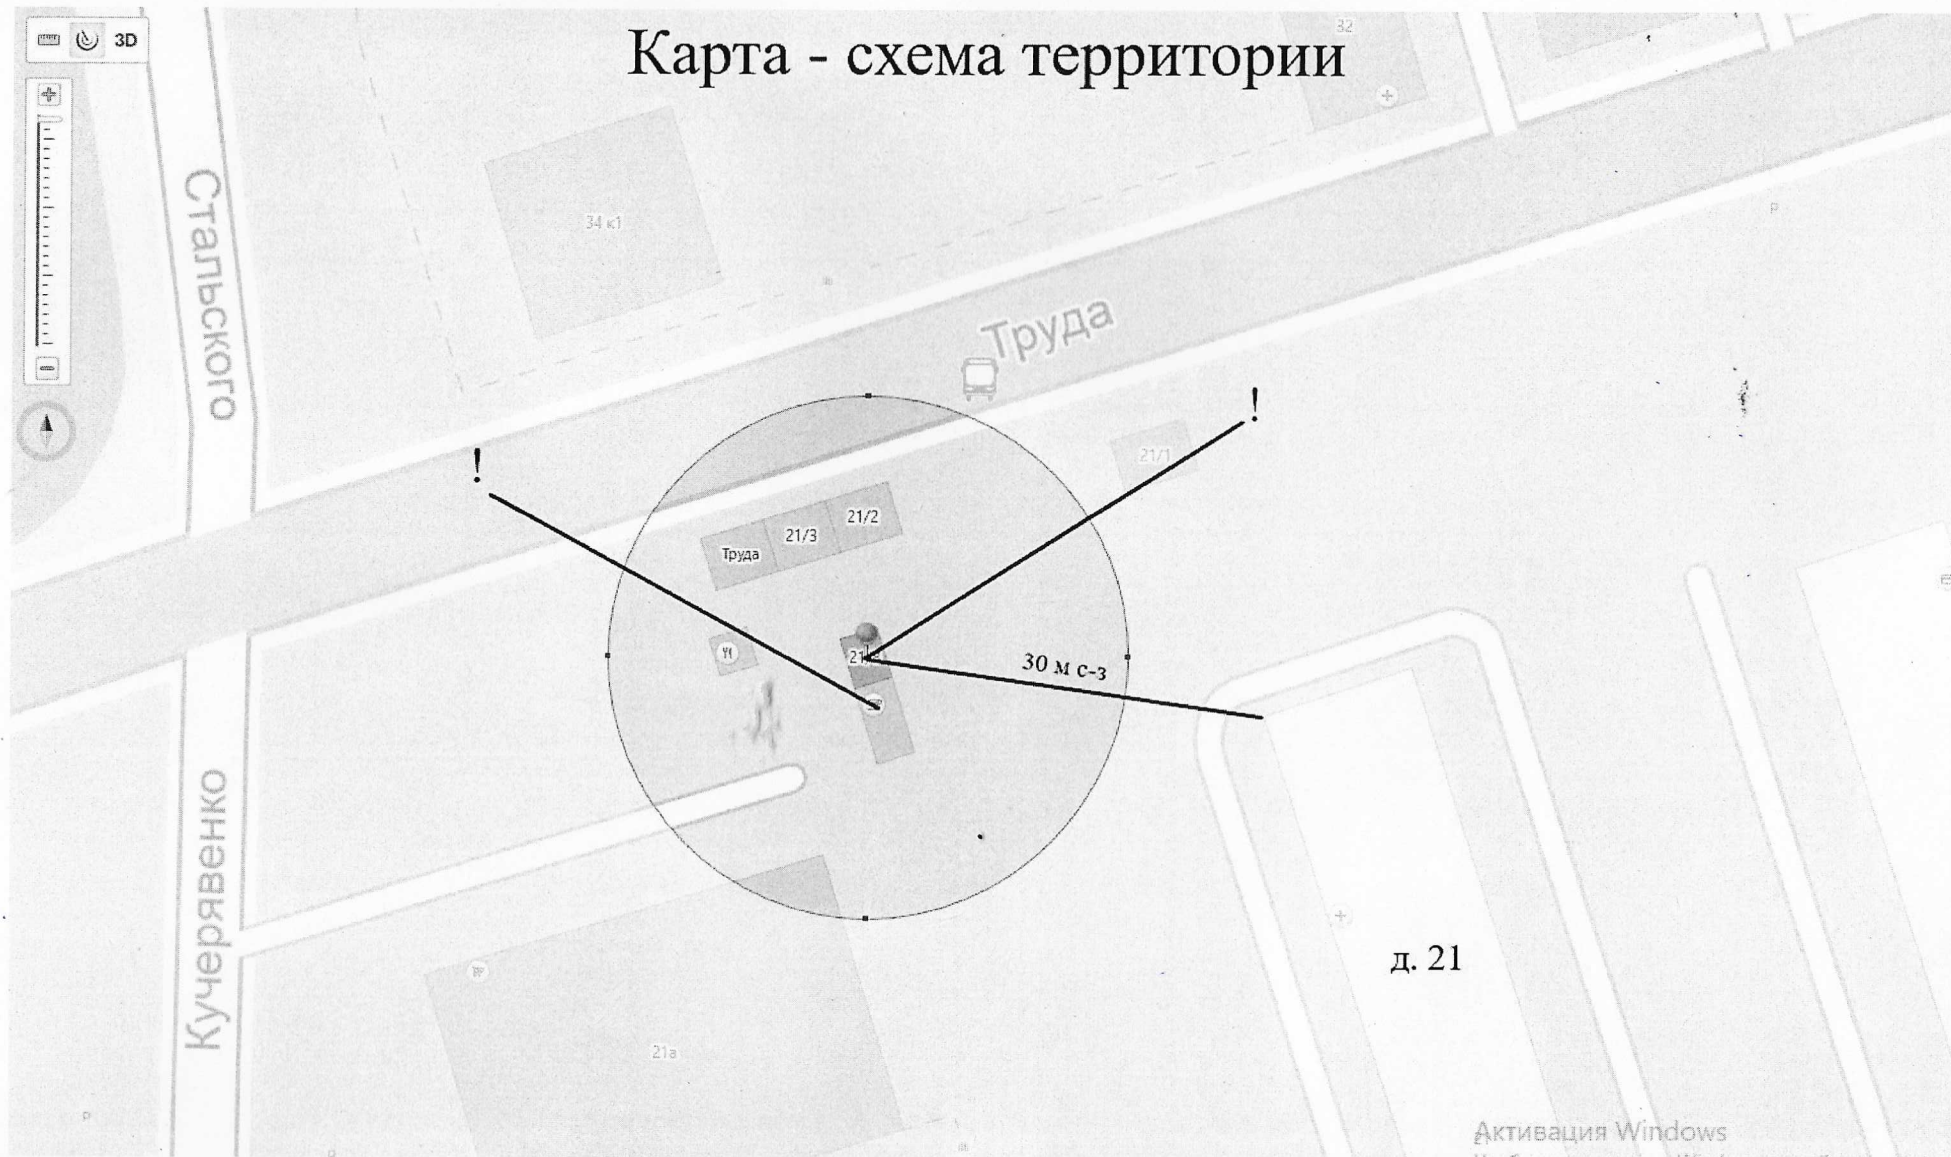 3D
Карта - схема территории
32
34 к1
Стальского
Труда
!
!
21/1
21/2
21/3
Труда
30 м с-з
Кучерявенко
д. 21
21а
P
P
Активация Windows